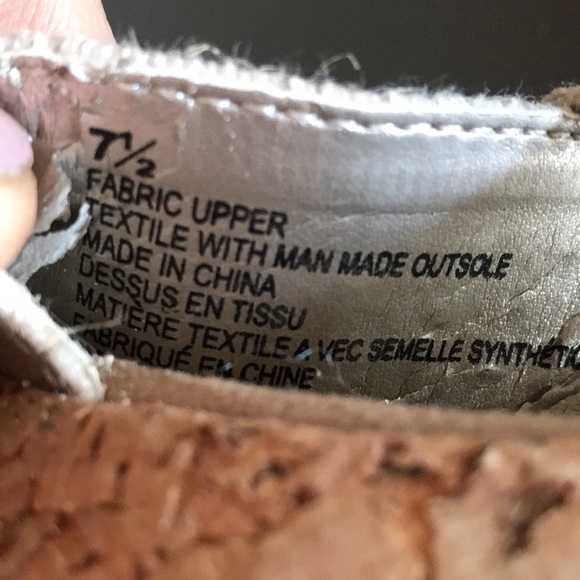 7½
FABRIC UPPER
TEXTILE WITH MAN MADE OUTSOLE
MADE IN CHINA
DESSUS EN TISSU
MATIÈRE TEXTILE AVEC SEMELLE SYNTHÉTIQ
FABRIQUÉ EN CHINE